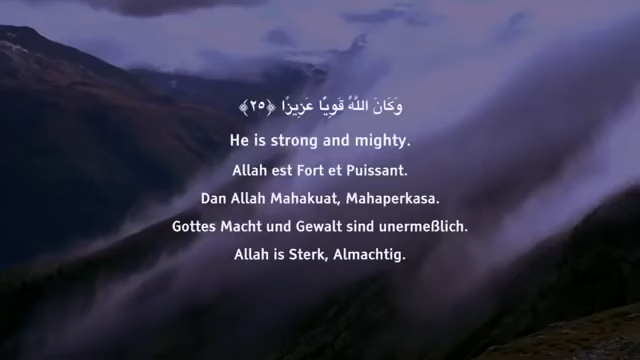 وَكَانَ اللَّهُ قَوِيًّا عَزِيزًا ﴿٢٥﴾
He is strong and mighty.
Allah est Fort et Puissant.
Dan Allah Mahakuat, Mahaperkasa.
Gottes Macht und Gewalt sind unermeßlich.
Allah is Sterk, Almachtig.